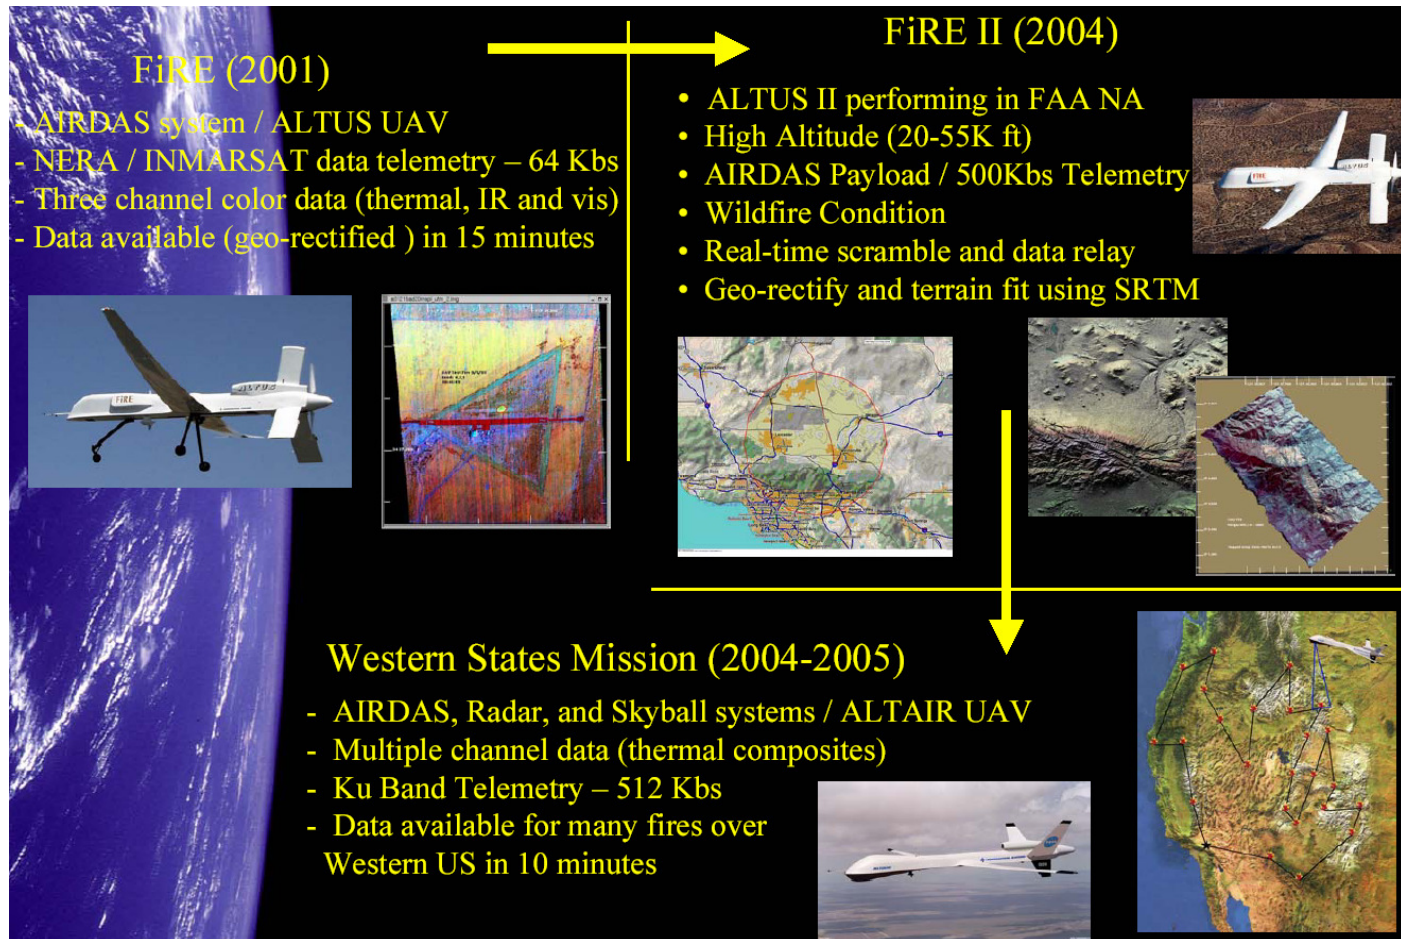 FiRE (2001)
- AIRDAS system / ALTUS UAV
- NERA / INMARSAT data telemetry – 64 Kbs
- Three channel color data (thermal, IR and vis)
- Data available (geo-rectified ) in 15 minutes
FiRE
ALTUS
FiRE II (2004)
• ALTUS II performing in FAA NA
• High Altitude (20-55K ft)
• AIRDAS Payload / 500Kbs Telemetry
• Wildfire Condition
• Real-time scramble and data relay
• Geo-rectify and terrain fit using SRTM
FiRE
ALTUS
Western States Mission (2004-2005)
- AIRDAS, Radar, and Skyball systems / ALTAIR UAV
- Multiple channel data (thermal composites)
- Ku Band Telemetry – 512 Kbs
- Data available for many fires over
Western US in 10 minutes